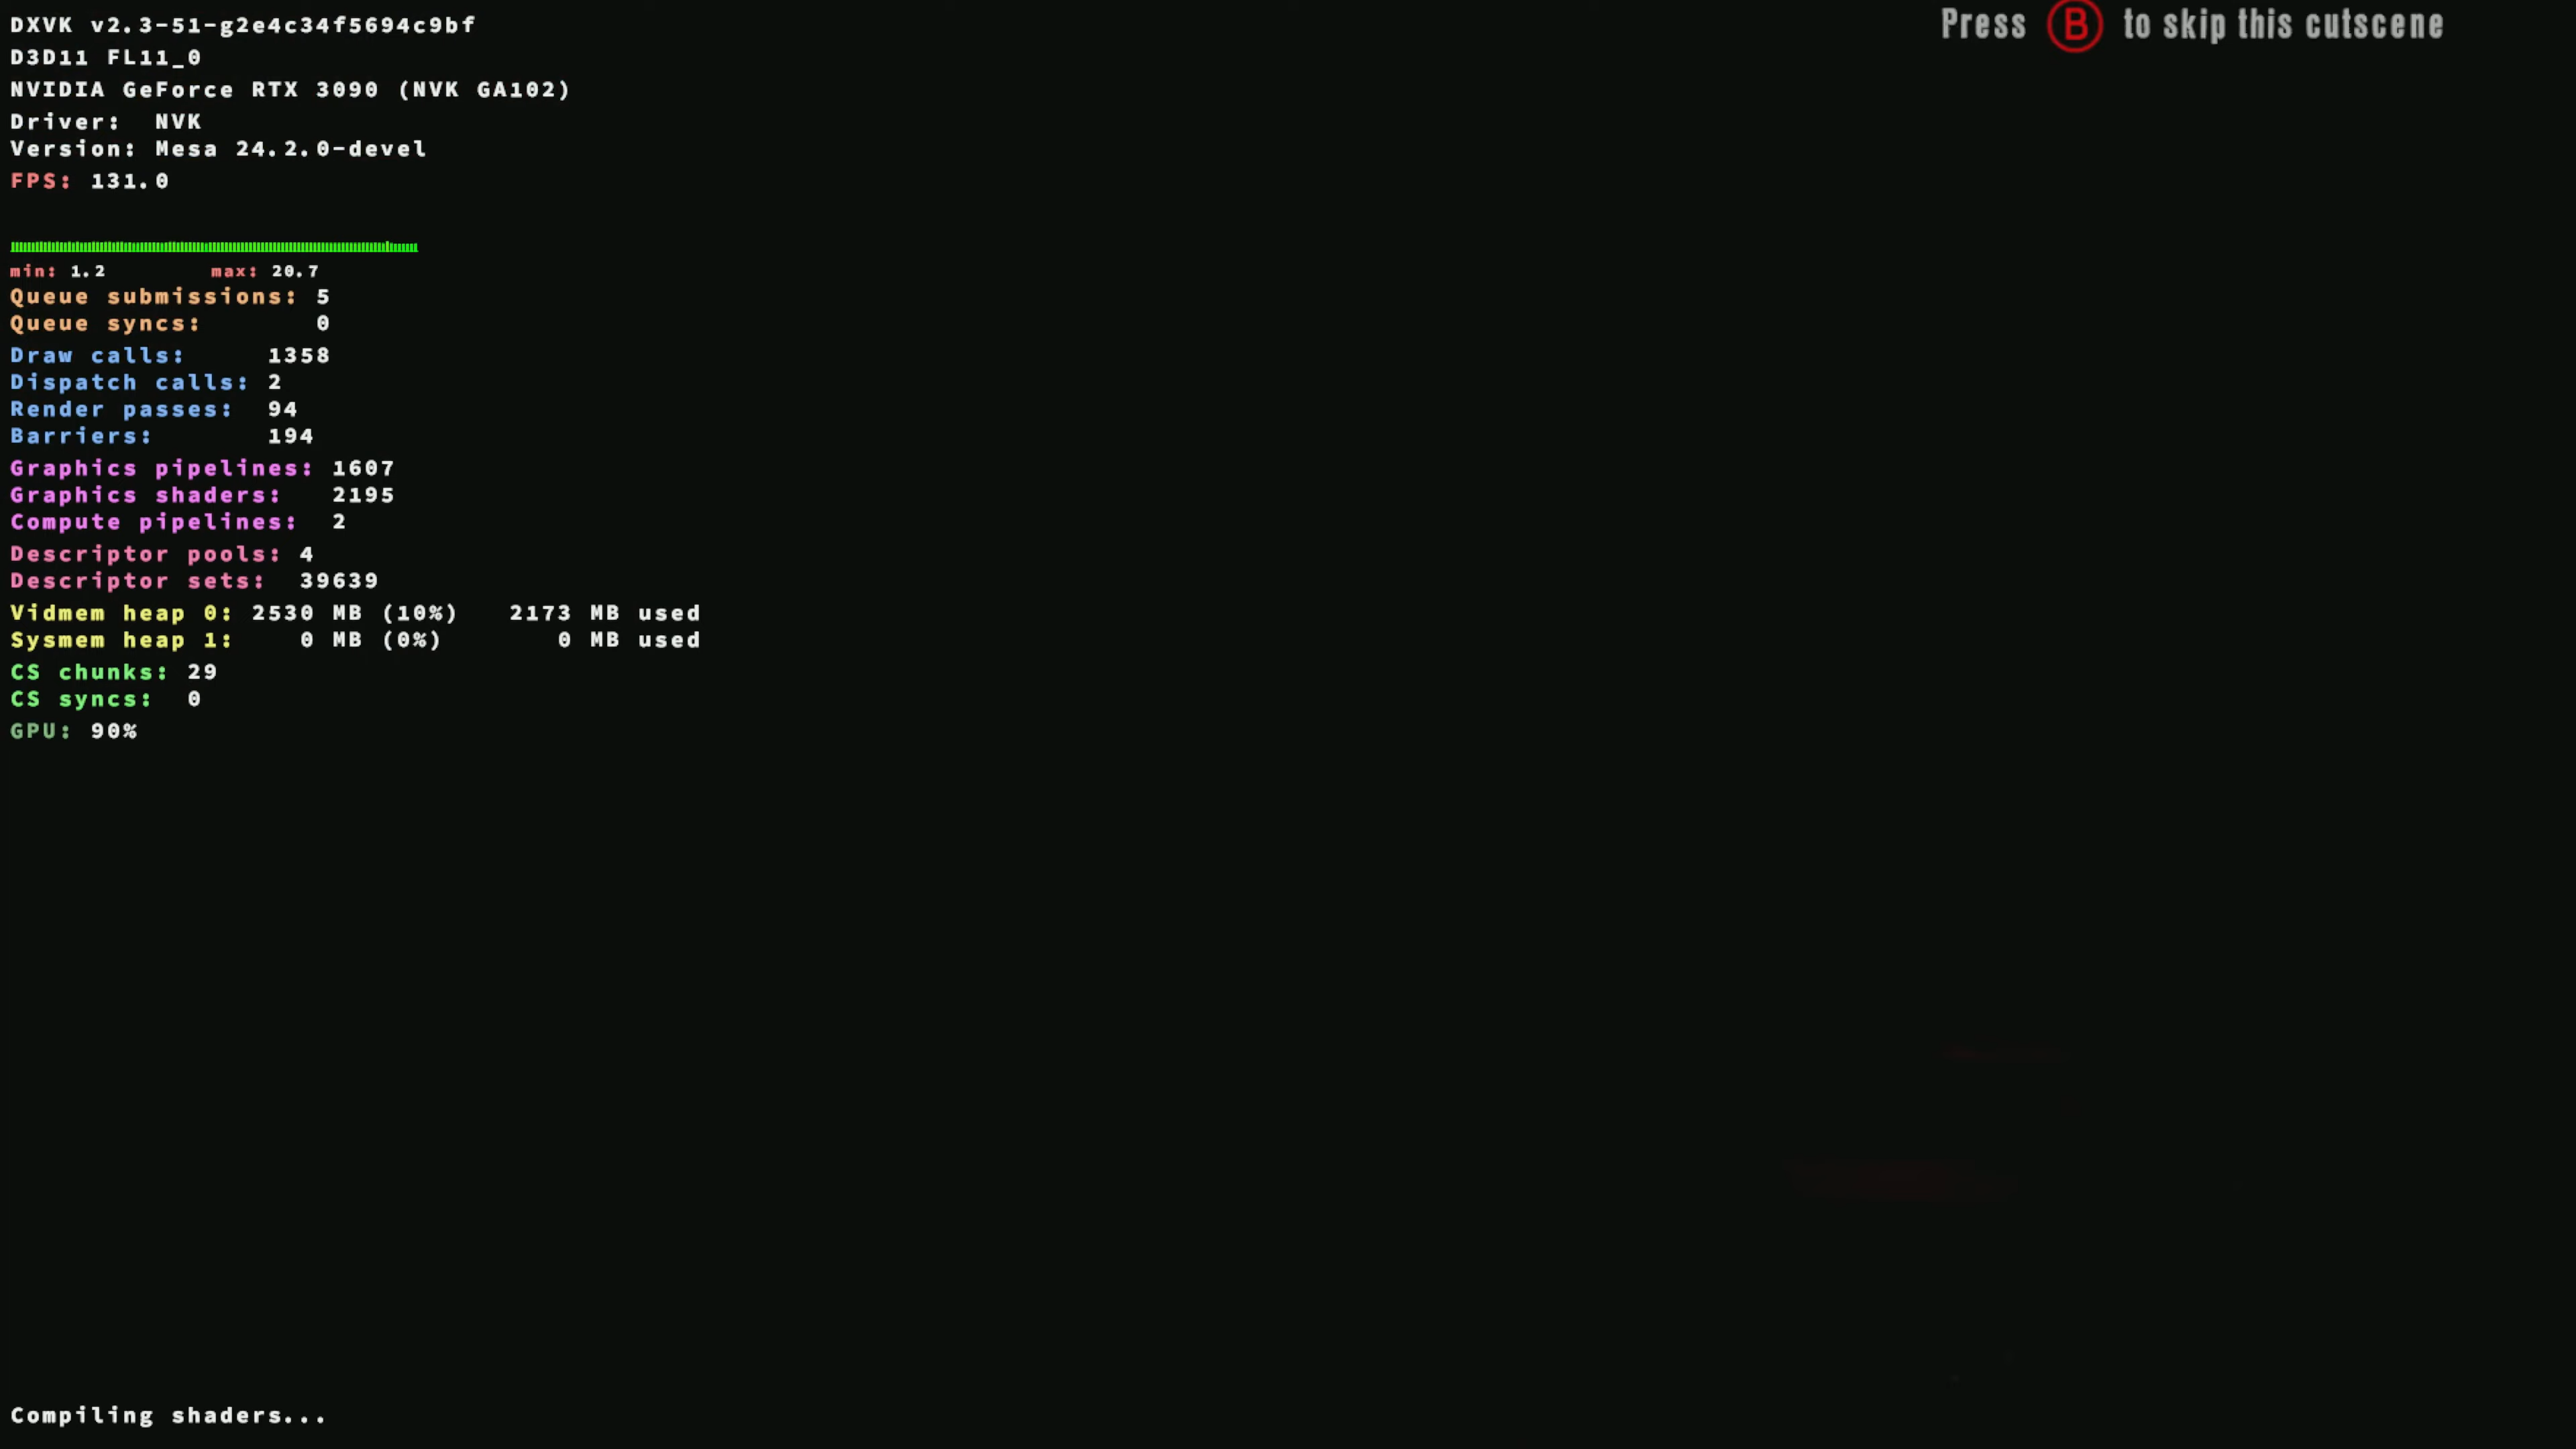 DXVK v2.3-51-g2e4c34f5694c9bf
Press B to skip this cutscene
D3D11 FL11_0
NVIDIA GeForce RTX 3090 (NVK GA102)
Driver: NVK
Version: Mesa 24.2.0-devel
FPS: 131.0
min: 1.2 max: 20.7
Queue submissions: 5
Queue syncs: 0
Draw calls: 1358
Dispatch calls: 2
Render passes: 94
Barriers: 194
Graphics pipelines: 1607
Graphics shaders: 2195
Compute pipelines: 2
Descriptor pools: 4
Descriptor sets: 39639
Vidmem heap 0: 2530 MB (10%) 2173 MB used
Sysmem heap 1: 0 MB (0%) 0 MB used
CS chunks: 29
CS syncs: 0
GPU: 90%
Compiling shaders...